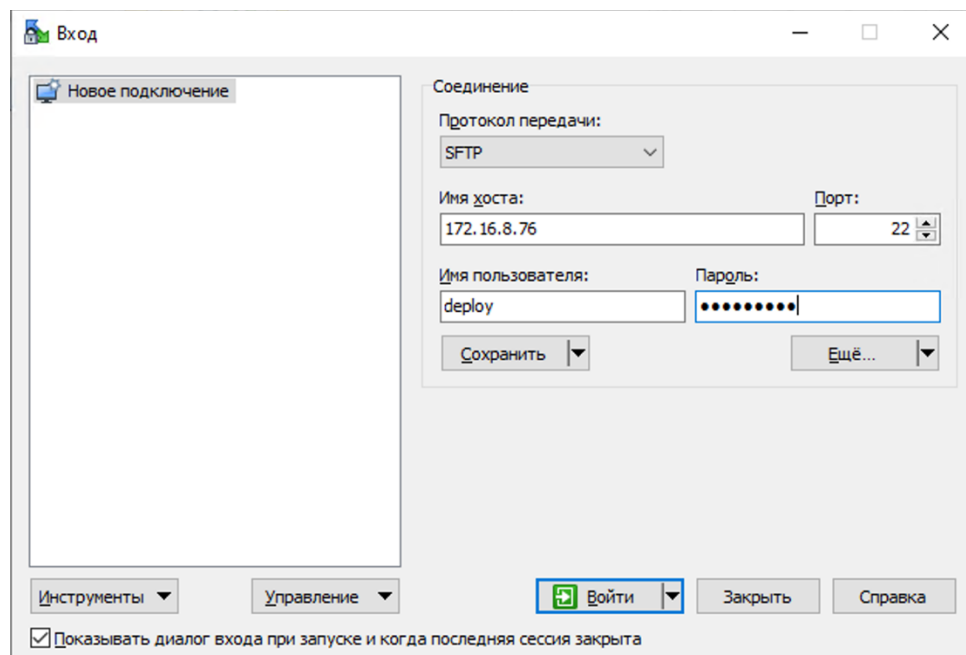 Вход
Новое подключение
Соединение
Протокол передачи:
SFTP
Имя хоста:
Порт:
172.16.8.76
22
Имя пользователя:
Пароль:
deploy
●●●●●●●●●
Сохранить
Ещё...
Инструменты
Управление
Войти
Закрыть
Справка
Показывать диалог входа при запуске и когда последняя сессия закрыта